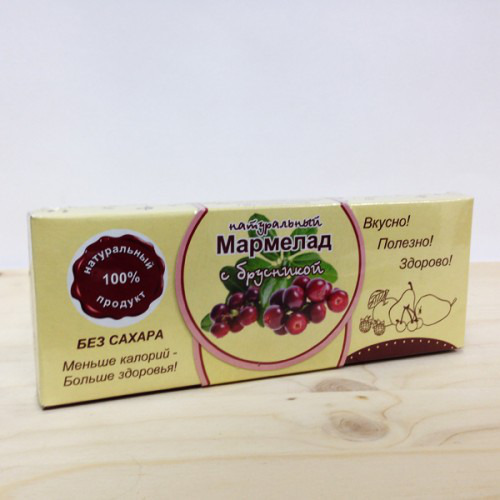 натуральный
100%
продукт
БЕЗ САХАРА
Меньше калорий -
Больше здоровья!
натуральный
Мармелад
с брусникой
Вкусно!
Полезно!
Здорово!